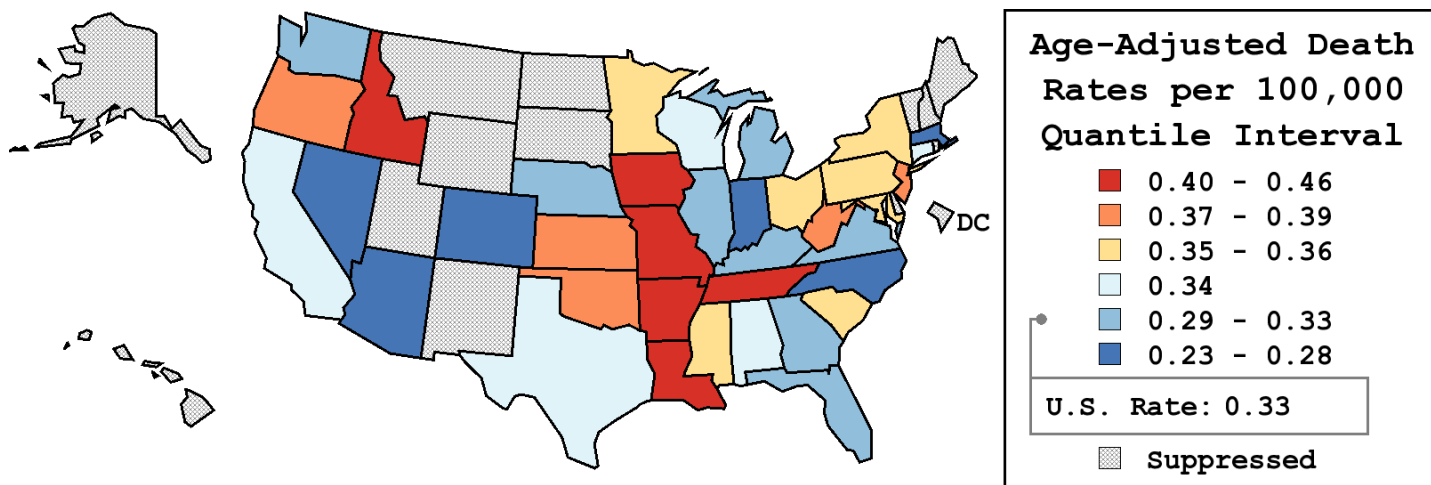 Age-Adjusted Death
Rates per 100,000
Quantile Interval
0.40 - 0.46
0.37 - 0.39
0.35 - 0.36
0.34
0.29 - 0.33
0.23 - 0.28
U.S. Rate: 0.33
Suppressed
DC